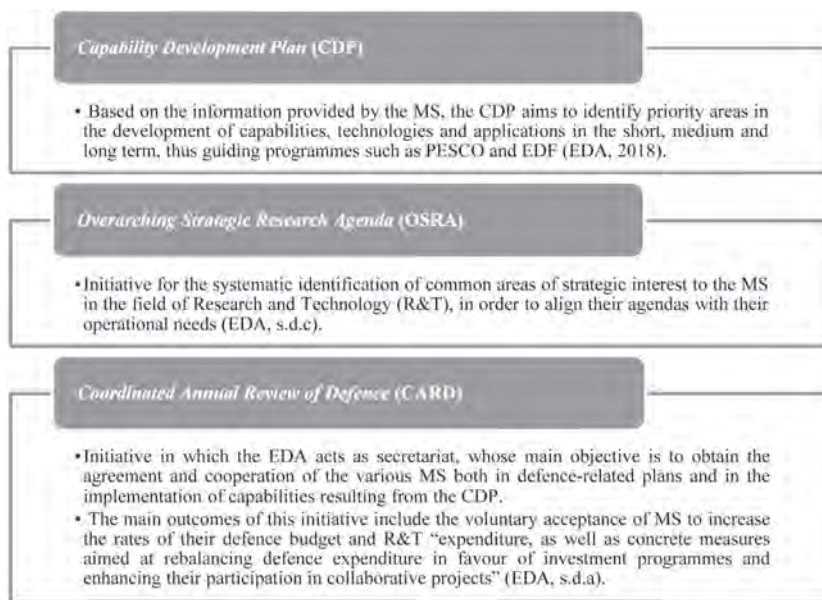 Capability Development Plan (CDF)
• Based on the information provided by the MS, the CDP aims to identify priority areas in
the development of capabilities, technologies and applications in the short, medium and
long term, thus guiding programmes such as PESCO and EDF (EDA, 2018).
Overarching Strategic Research Agenda (OSRA)
•Initiative for the systematic identification of common areas of strategic interest to the MS
in the field of Research and Technology (R&T), in order to align their agendas with their
operational needs (EDA, s.d.c).
Coordinated Annual Review of Defence (CARD)
•Initiative in which the EDA acts as secretariat, whose main objective is to obtain the
agreement and cooperation of the various MS both in defence-related plans and in the
implementation of capabilities resulting from the CDP.
• The main outcomes of this initiative include the voluntary acceptance of MS to increase
the rates of their defence budget and R&T “expenditure, as well as concrete measures
aimed at rebalancing defence expenditure in favour of investment programmes and
enhancing their participation in collaborative projects” (EDA, s.d.a).